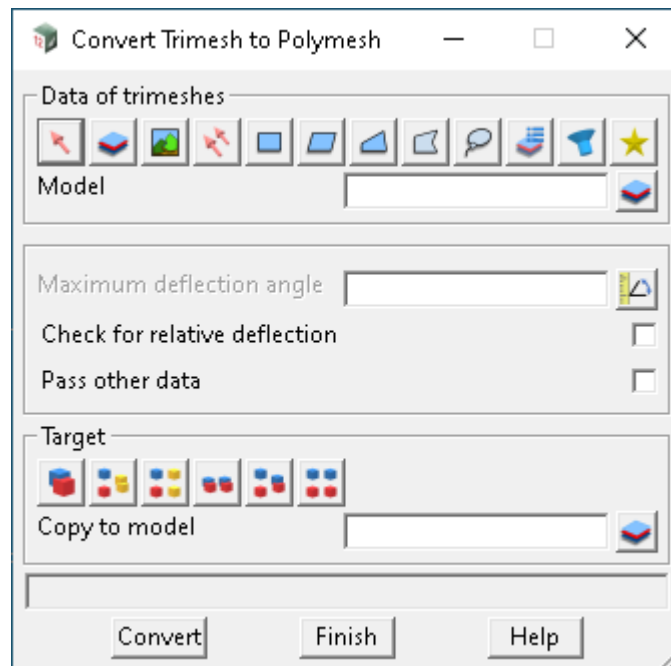 Convert Trimesh to Polymesh
Data of trimeshes
Model
Maximum deflection angle
Check for relative deflection
Pass other data
Target
Copy to model
Convert Finish Help